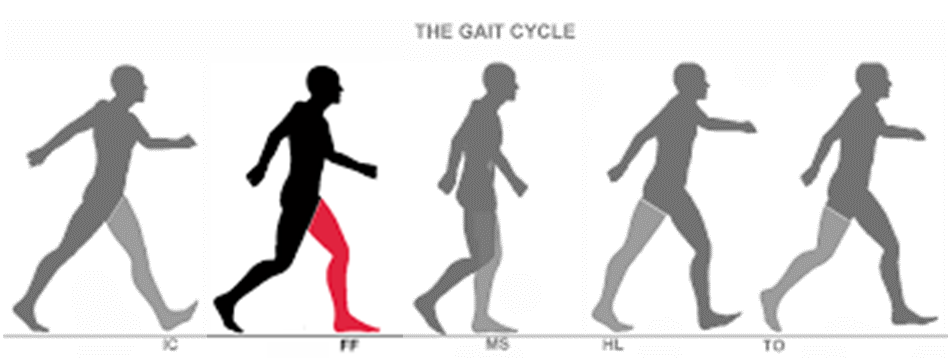 THE GAIT CYCLE
IC FF MS HL TO